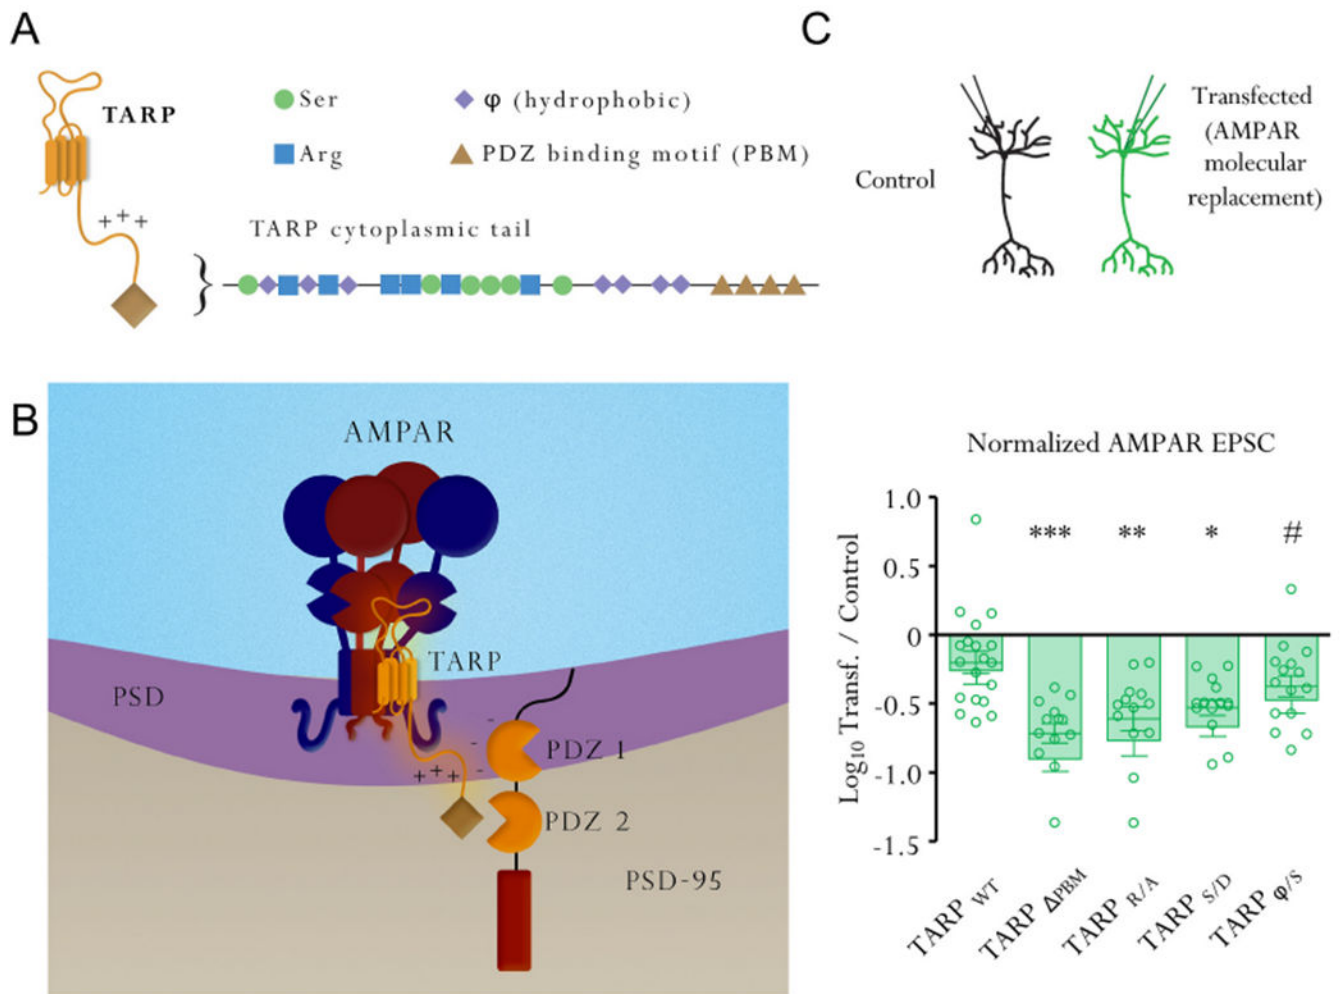 A
TARP
+++
Ser
φ (hydrophobic)
Arg
PDZ binding motif (PBM)
TARP cytoplasmic tail
}
C
Control
Transfected
(AMPAR
molecular
replacement)
B
AMPAR
TARP
PSD
-
-
-
+++
PDZ 1
PDZ 2
PSD-95
Normalized AMPAR EPSC
Log10 Transf. / Control
1.0
0.5
0
-0.5
-1.0
-1.5
*** ** * #
TARP WT
TARP ΔPBM
TARP R/A
TARP S/D
TARP φ/S